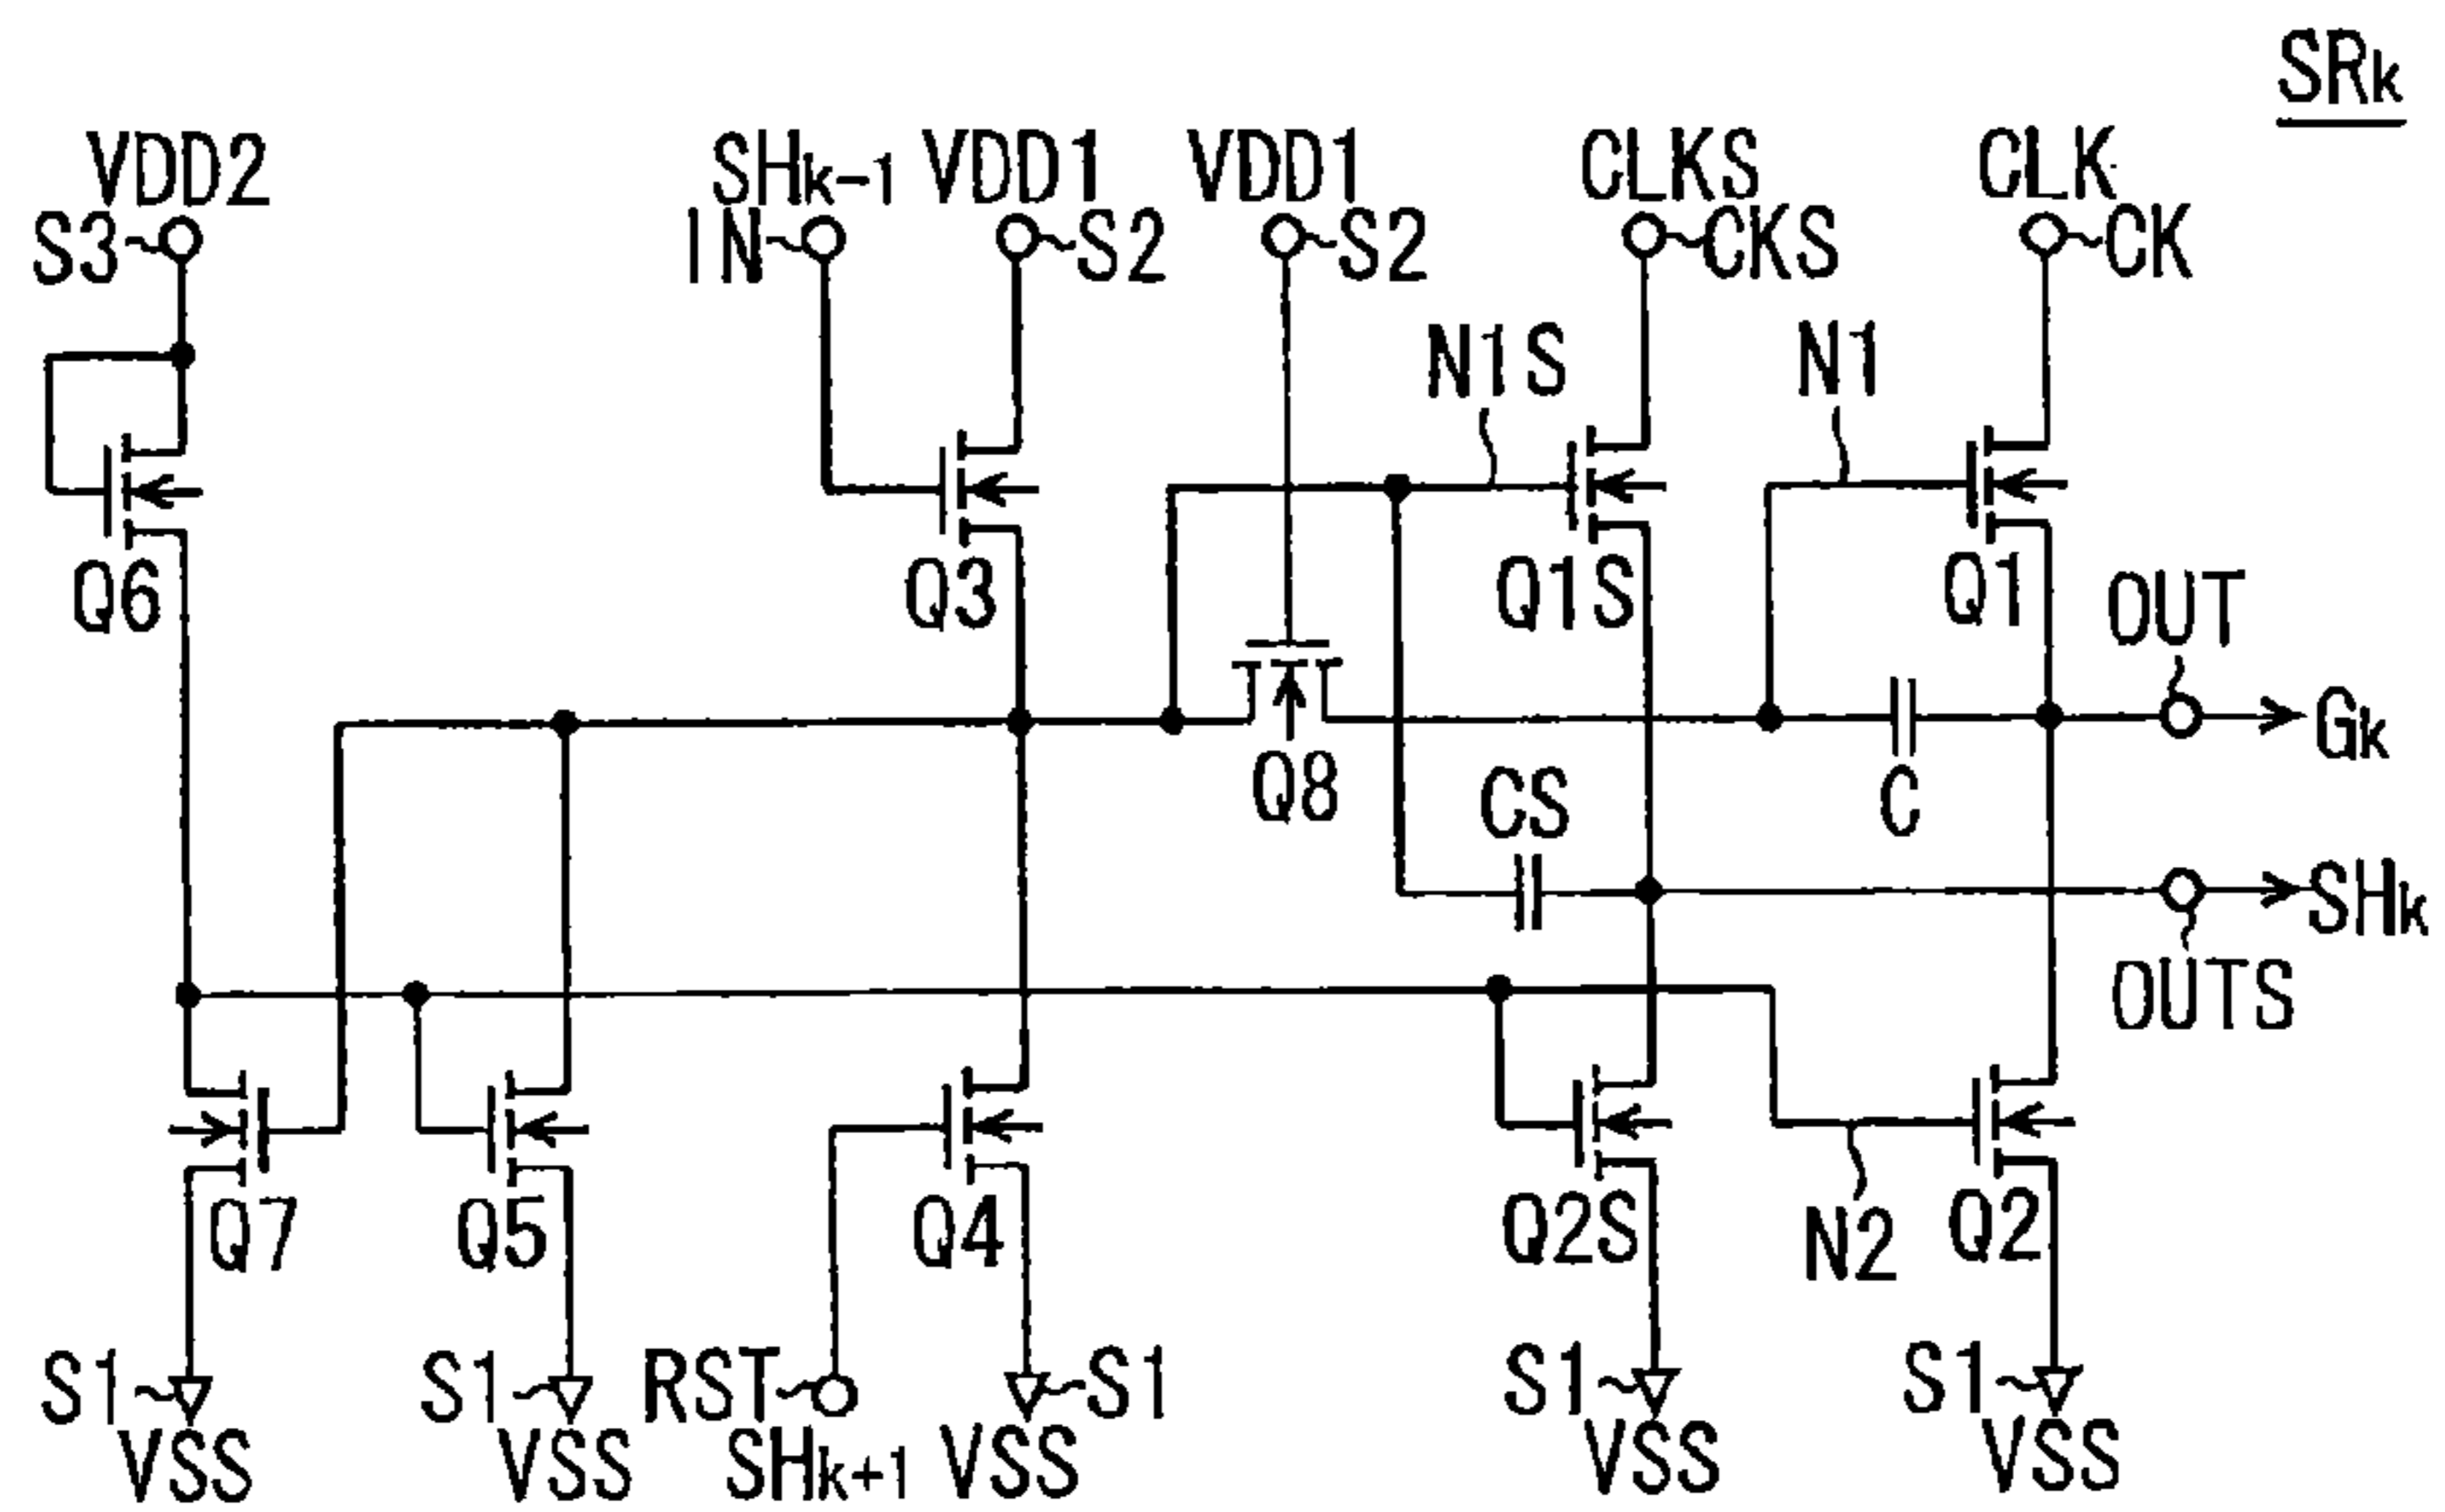 SRk
VDD2 SHk-1 VDD1 VDD1 CLKS CLK
S3 IN S2 S2 CKS CK
N1S N1
Q6 Q3 Q1S Q1 OUT
Gk
Q8 CS C
SHk
OUTS
Q7 Q5 Q4 Q2S N2 Q2
S1 S1 RST S1 S1 S1
VSS VSS SHk+1 VSS VSS VSS